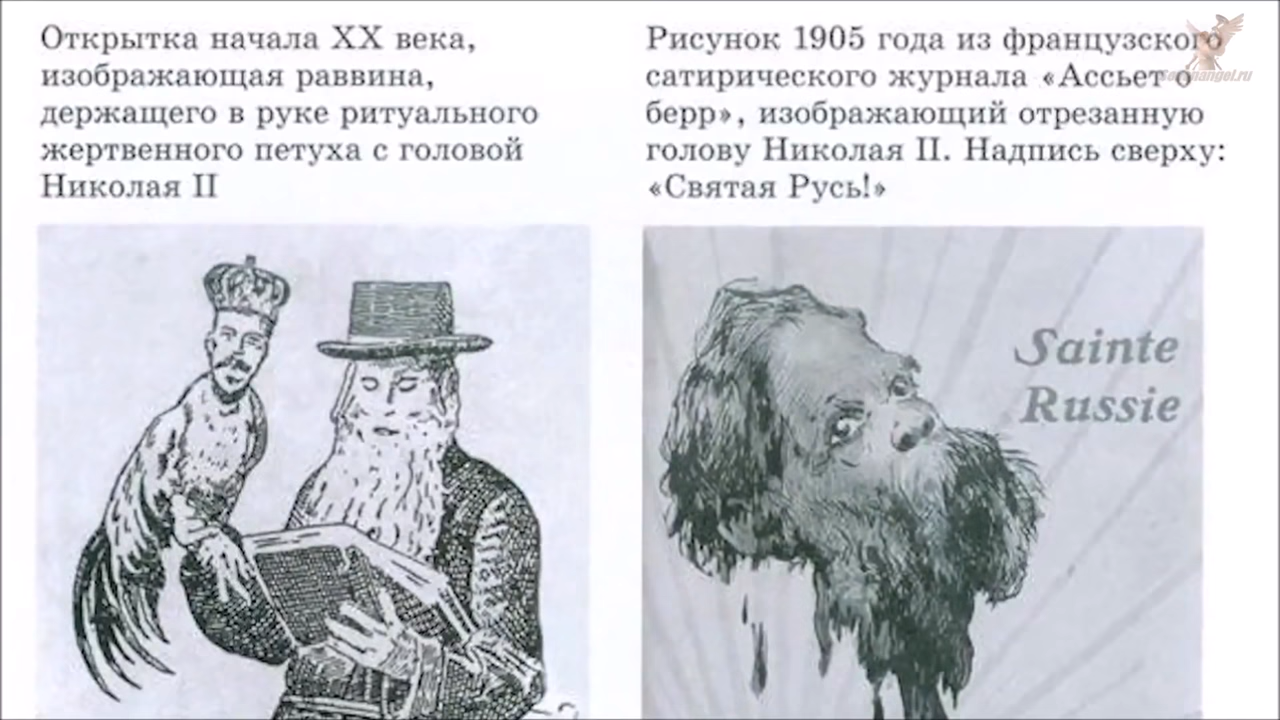 Открытка начала XX века,
изображающая раввина,
держащего в руке ритуального
жертвенного петуха с головой
Николая II
Рисунок 1905 года из французского
сатирического журнала «Ассьет о
берр», изображающий отрезанную
голову Николая II. Надпись сверху:
«Святая Русь!»
Sainte
Russie